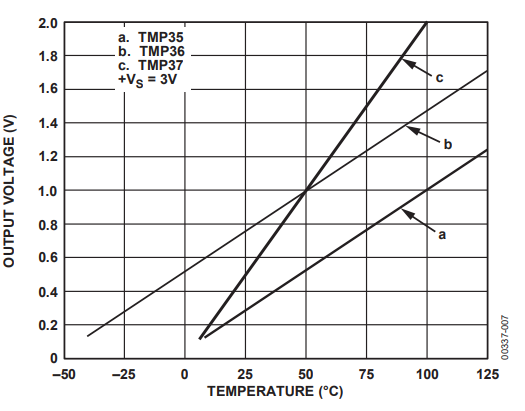 2.0
1.8
1.6
1.4
1.2
1.0
0.8
0.6
0.4
0.2
0
OUTPUT VOLTAGE (V)
a. TMP35
b. TMP36
c. TMP37
+VS = 3V
c
b
a
–50 –25 0 25 50 75 100 125
TEMPERATURE (°C)
00337-007